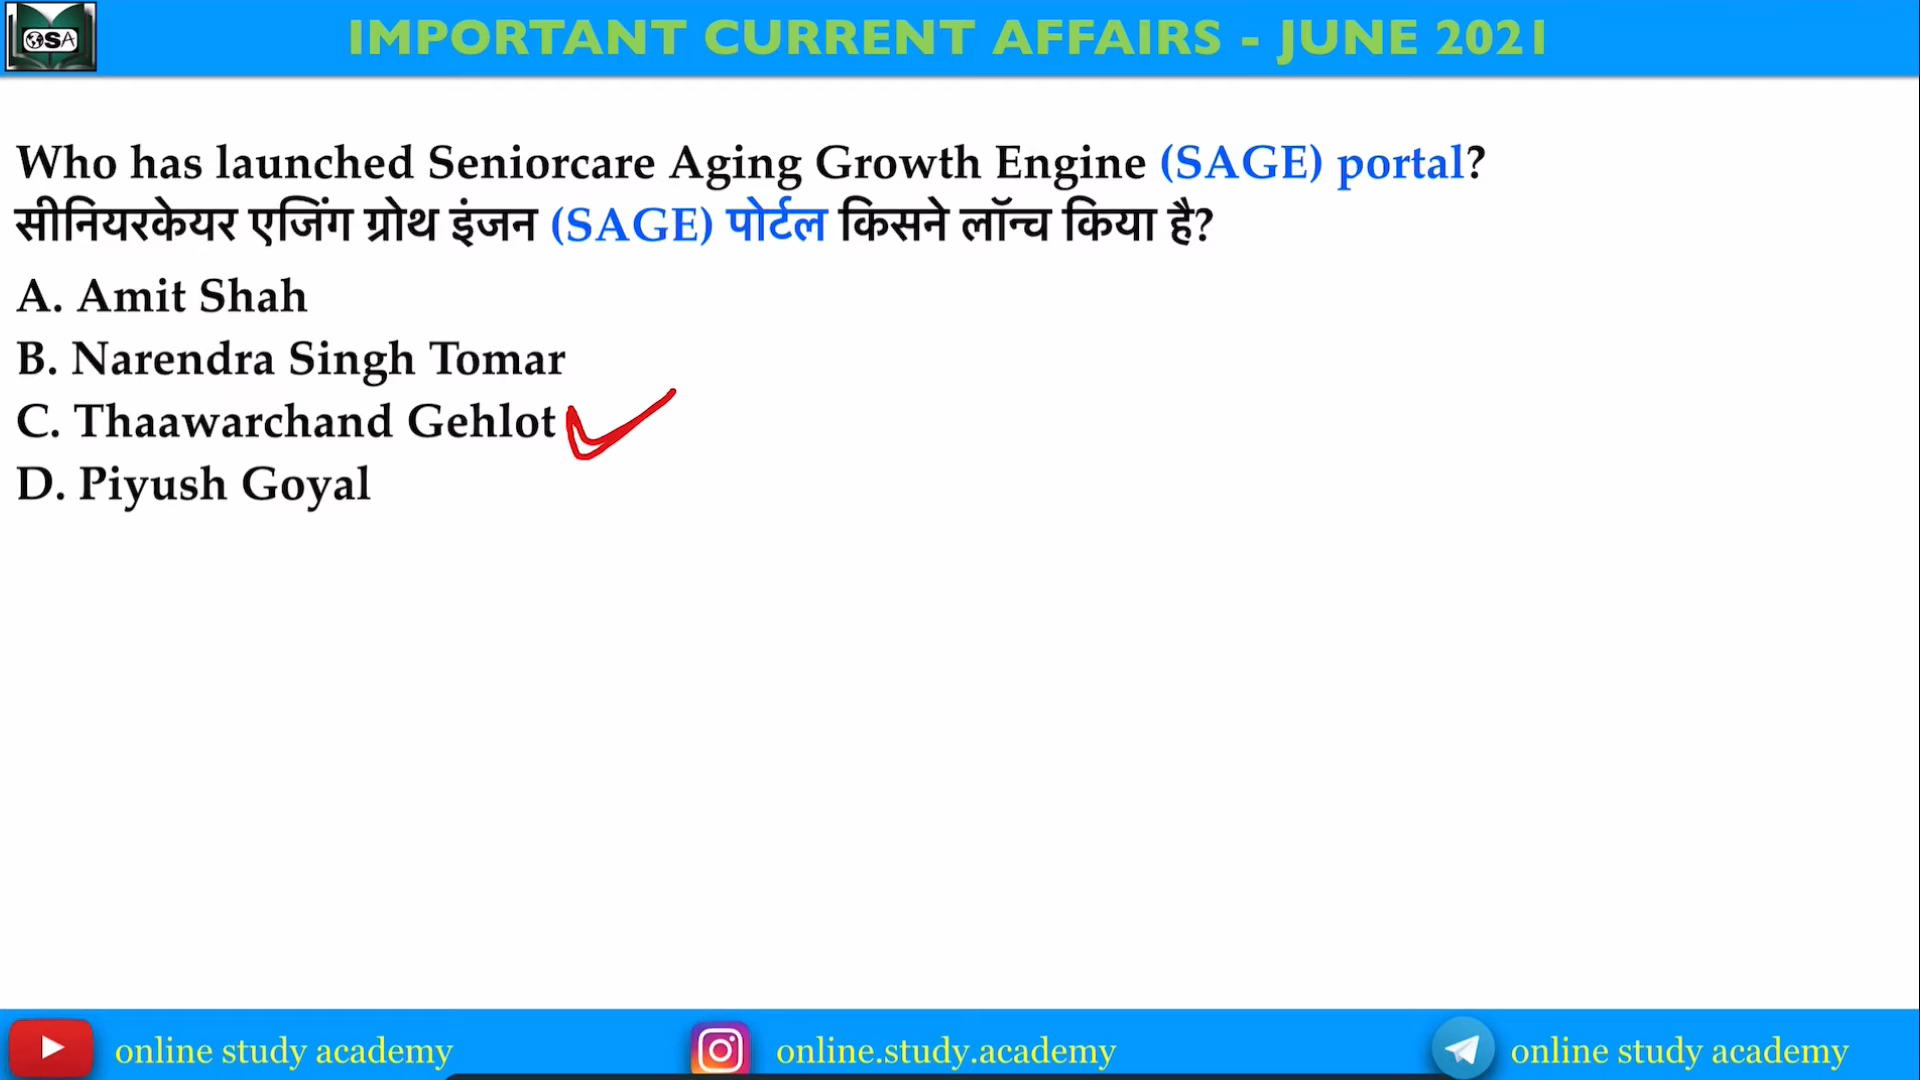 OSA
IMPORTANT CURRENT AFFAIRS - JUNE 2021
Who has launched Seniorcare Aging Growth Engine (SAGE) portal?
सीनियरकेयर एजिंग ग्रोथ इंजन (SAGE) पोर्टल किसने लॉन्च किया है?
A. Amit Shah
B. Narendra Singh Tomar
C. Thaawarchand Gehlot
D. Piyush Goyal
online study academy
online.study.academy
online study academy